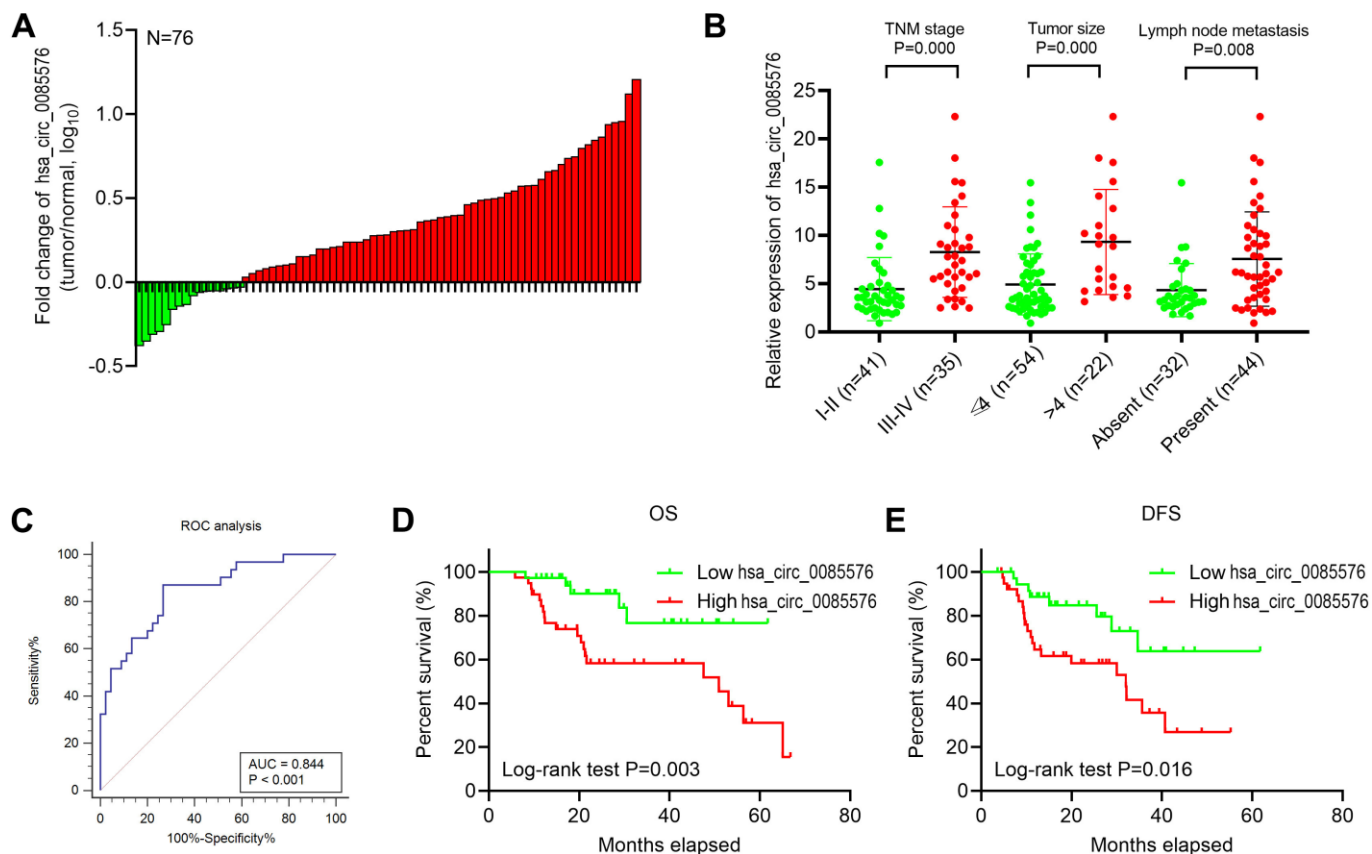 A
N=76
Fold change of hsa_circ_0085576
(tumor/normal, log10)
1.5
1.0
0.5
0.0
-0.5
B
TNM stage
P=0.000
Tumor size
P=0.000
Lymph node metastasis
P=0.008
Relative expression of hsa_circ_0085576
25
20
15
10
5
0
I-II (n=41)
III-IV (n=35)
≤4 (n=54)
>4 (n=22)
Absent (n=32)
Present (n=44)
C
ROC analysis
Sensitivity%
100
80
60
40
20
0
AUC = 0.844
P < 0.001
0 20 40 60 80 100
100%-Specificity%
D
OS
Percent survival (%)
100
80
60
40
20
0
Low hsa_circ_0085576
High hsa_circ_0085576
Log-rank test P=0.003
0 20 40 60 80
Months elapsed
E
DFS
Percent survival (%)
100
80
60
40
20
0
Low hsa_circ_0085576
High hsa_circ_0085576
Log-rank test P=0.016
0 20 40 60 80
Months elapsed